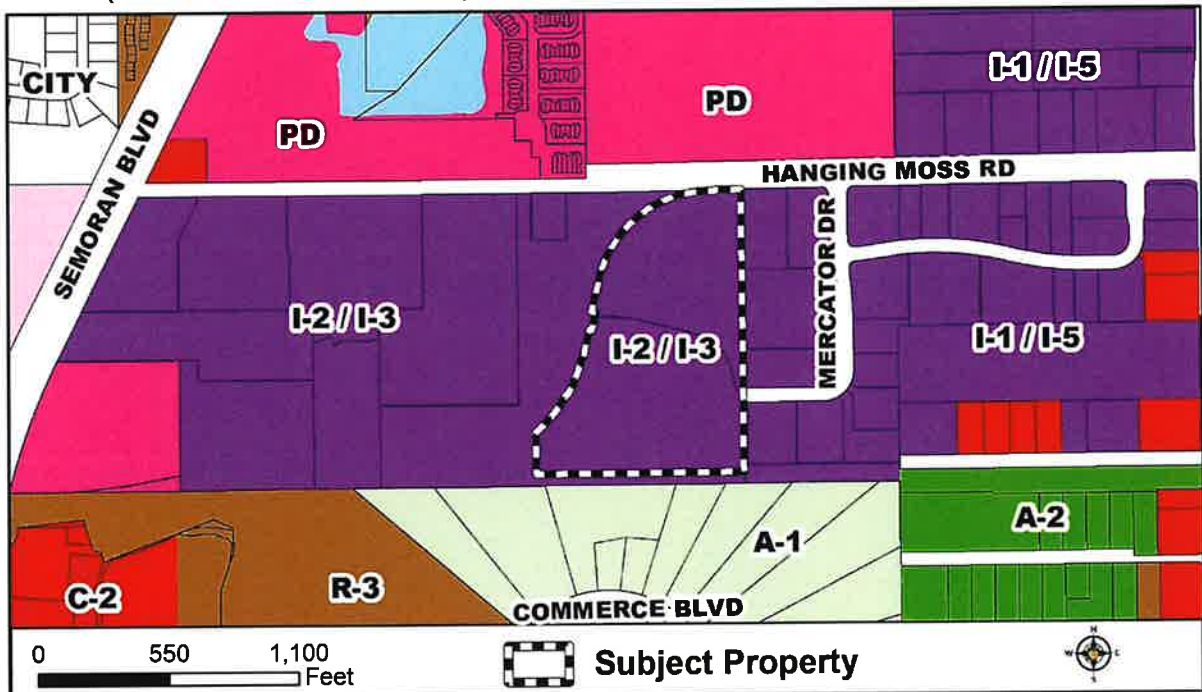 CITY
PD
PD
I-1 / I-5
SEMORAN BLVD
HANGING MOSS RD
MERCATOR DR
I-2 / I-3
I-2 / I-3
I-1 / I-5
A-1
A-2
C-2
R-3
COMMERCE BLVD
0 550 1,100
Feet
Subject Property
N
W E
S